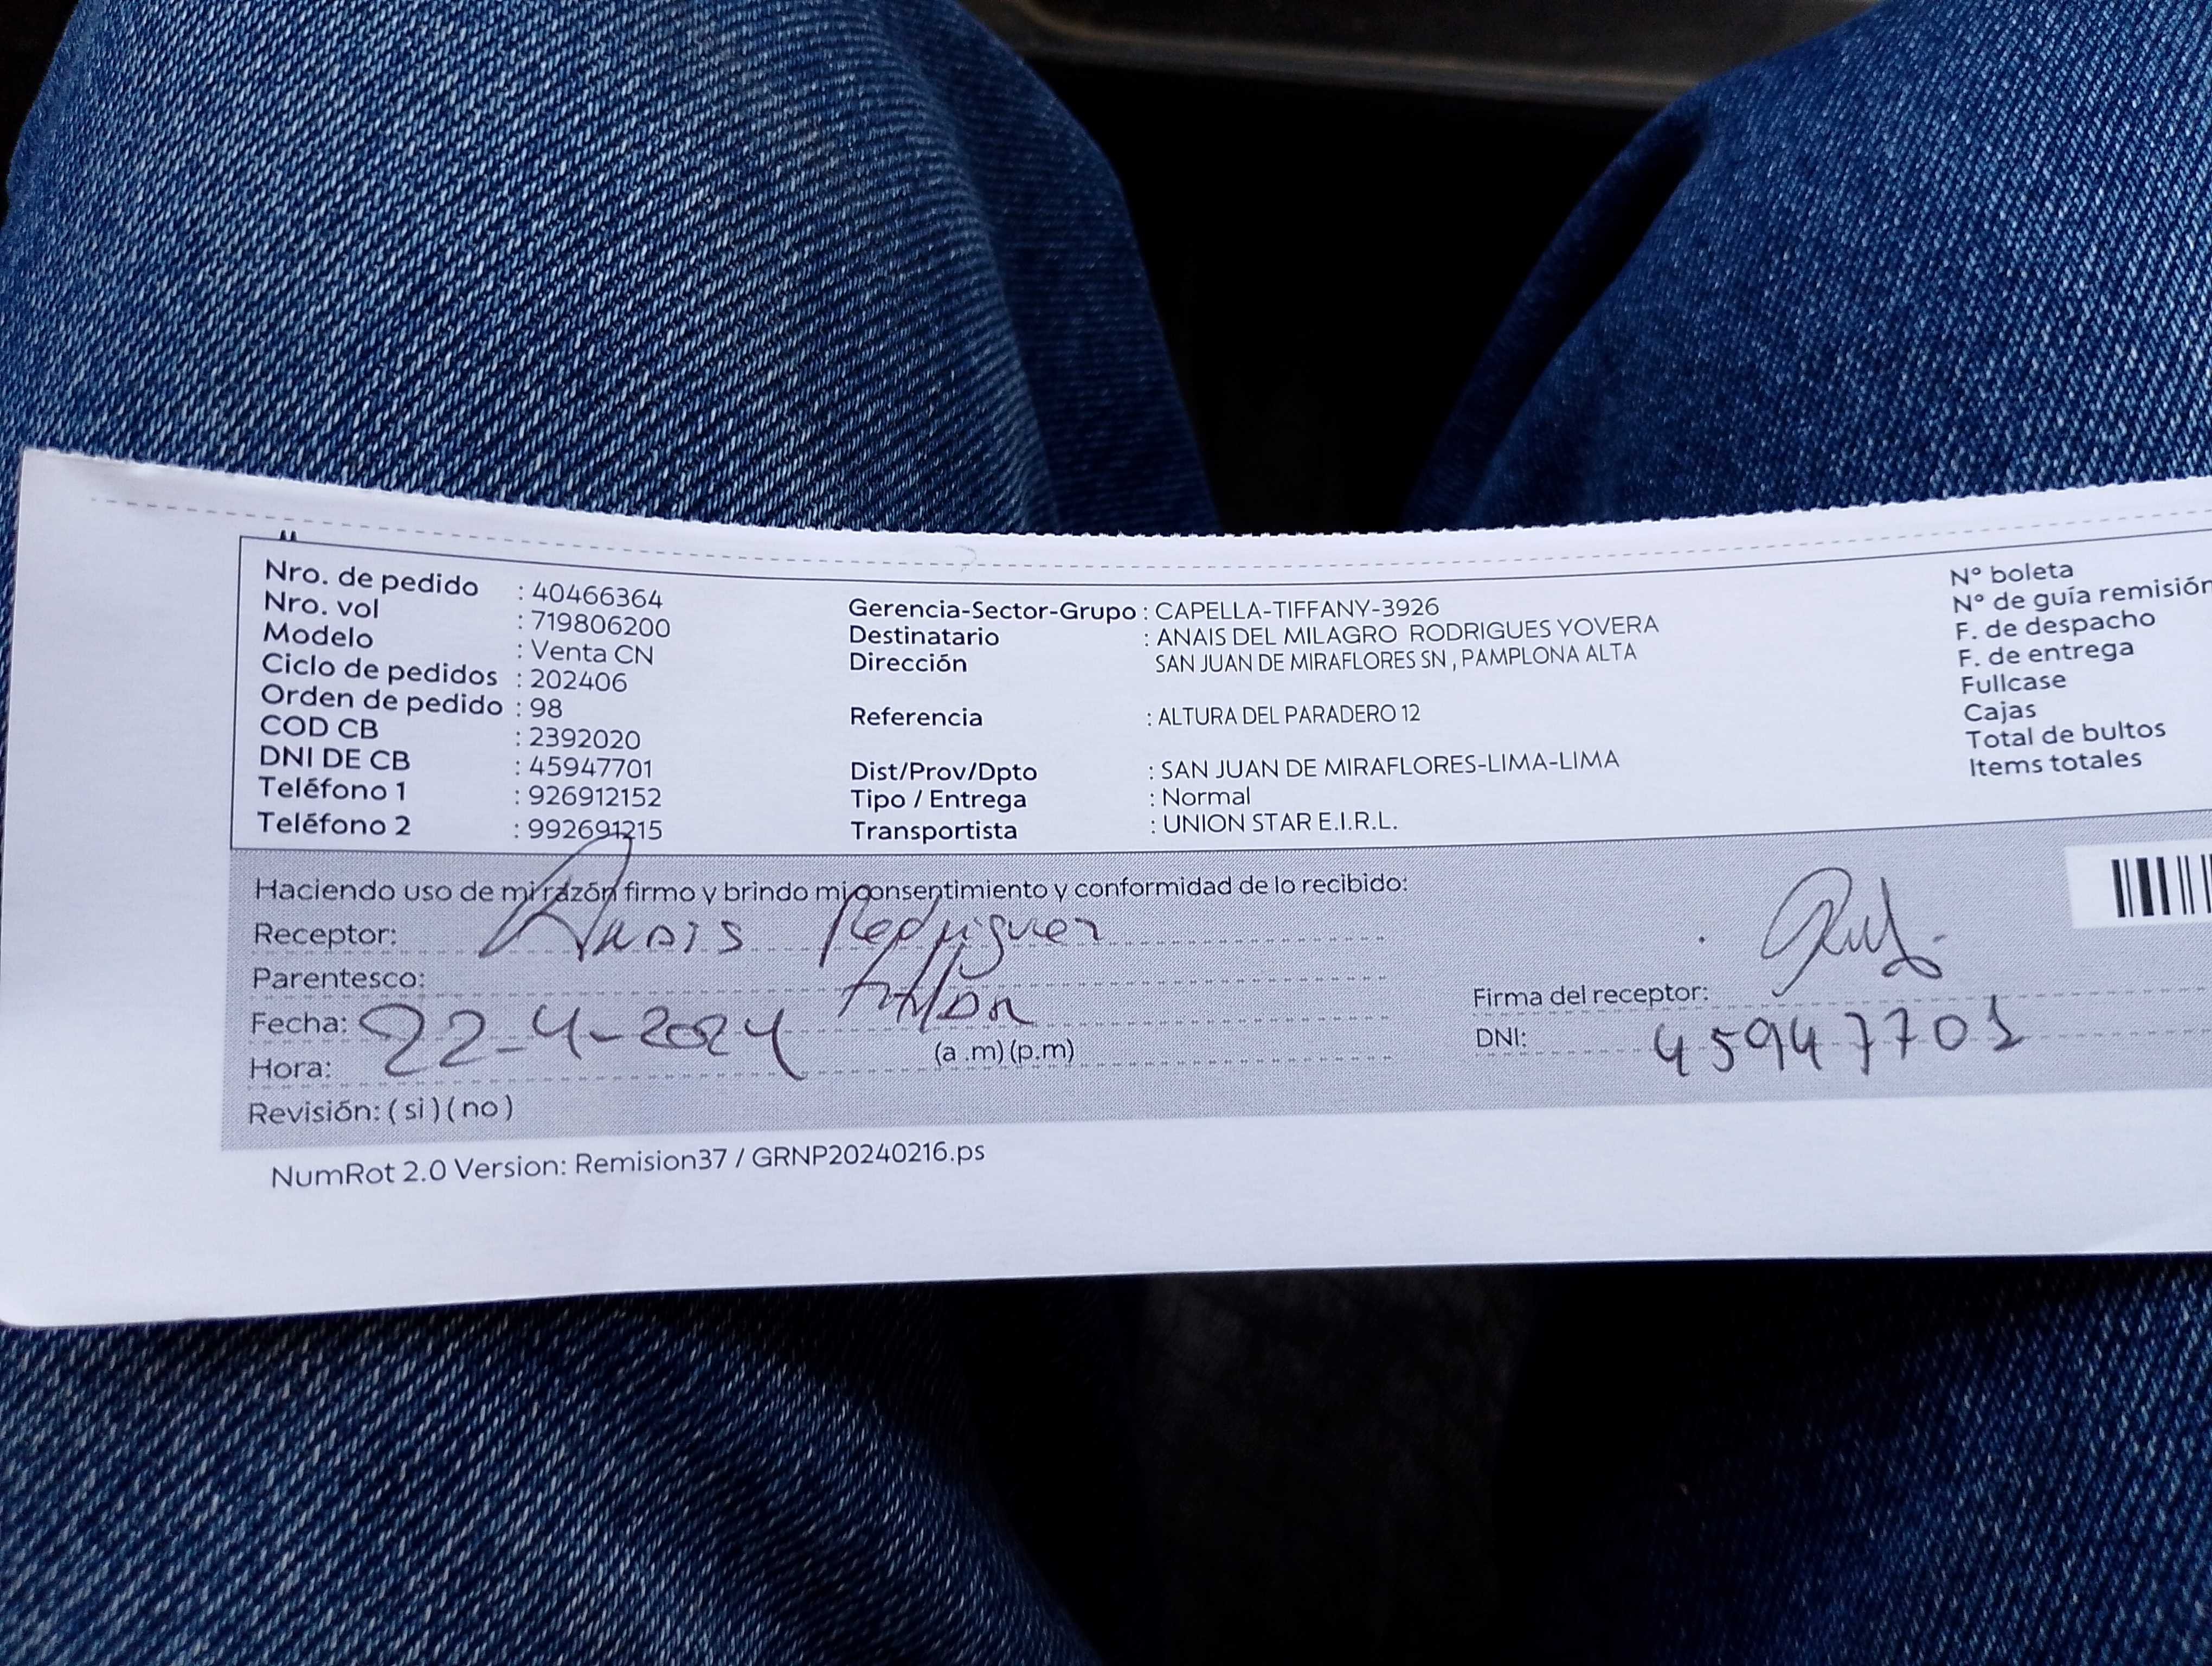 Nro. de pedido : 40466364
Nro. vol : 719806200
Modelo : Venta CN
Ciclo de pedidos : 202406
Orden de pedido : 98
COD CB : 2392020
DNI DE CB : 45947701
Teléfono 1 : 926912152
Teléfono 2 : 992691215
Gerencia-Sector-Grupo : CAPELLA-TIFFANY-3926
Destinatario : ANAIS DEL MILAGRO RODRIGUES YOVERA
Dirección SAN JUAN DE MIRAFLORES SN , PAMPLONA ALTA
Referencia : ALTURA DEL PARADERO 12
Dist/Prov/Dpto : SAN JUAN DE MIRAFLORES-LIMA-LIMA
Tipo / Entrega : Normal
Transportista : UNION STAR E.I.R.L.
N° boleta
N° de guía remisión
F. de despacho
F. de entrega
Fullcase
Cajas
Total de bultos
Items totales
Haciendo uso de mi razón firmo y brindo mi consentimiento y conformidad de lo recibido:
Receptor: Anais Rodriguez
Parentesco:
Fecha: 22-4-2024
Hora: (a .m) (p.m)
Revisión: ( si ) ( no )
Firma del receptor:
DNI: 45947701
NumRot 2.0 Version: Remision37 / GRNP20240216.ps